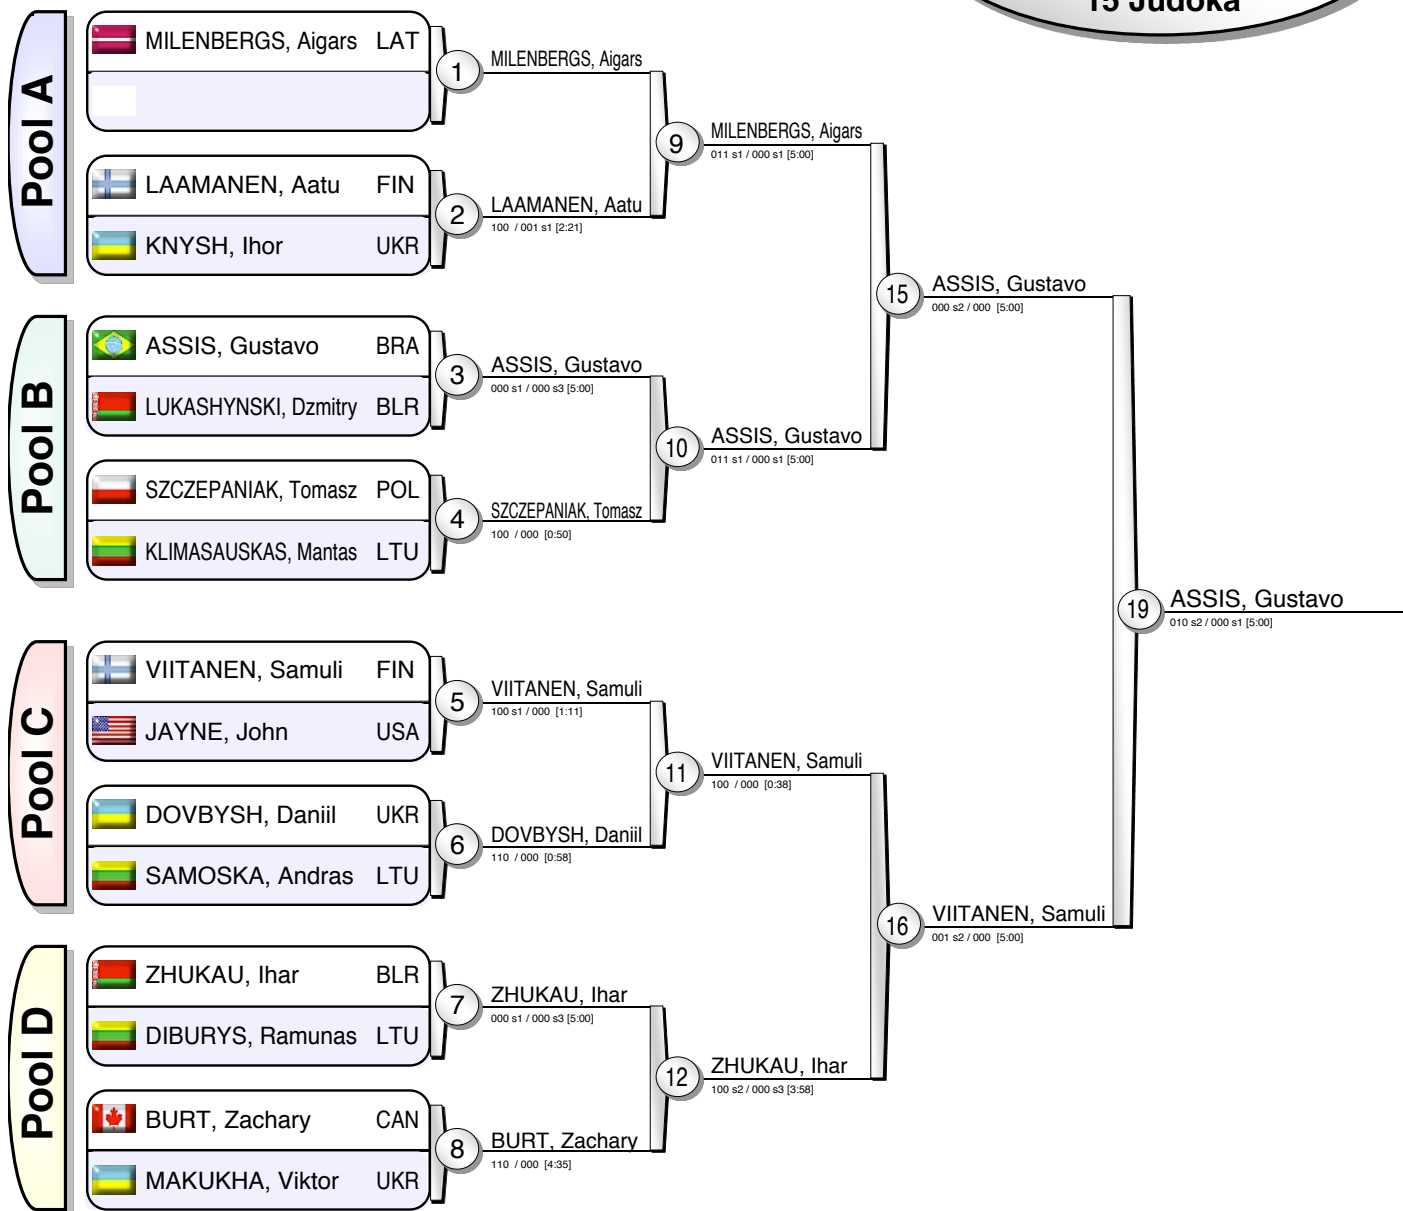 15 Judoka
Pool A
MILENBERGS, Aigars LAT
LAAMANEN, Aatu FIN
KNYSH, Ihor UKR
1
MILENBERGS, Aigars
2
LAAMANEN, Aatu
100 / 001 s1 [2:21]
9
MILENBERGS, Aigars
011 s1 / 000 s1 [5:00]
Pool B
ASSIS, Gustavo BRA
LUKASHYNSKI, Dzmitry BLR
SZCZEPANIAK, Tomasz POL
KLIMASAUSKAS, Mantas LTU
3
ASSIS, Gustavo
000 s1 / 000 s3 [5:00]
4
SZCZEPANIAK, Tomasz
100 / 000 [0:50]
10
ASSIS, Gustavo
011 s1 / 000 s1 [5:00]
15
ASSIS, Gustavo
000 s2 / 000 [5:00]
Pool C
VIITANEN, Samuli FIN
JAYNE, John USA
DOVBYSH, Daniil UKR
SAMOSKA, Andras LTU
5
VIITANEN, Samuli
100 s1 / 000 [1:11]
6
DOVBYSH, Daniil
110 / 000 [0:58]
11
VIITANEN, Samuli
100 / 000 [0:38]
Pool D
ZHUKAU, Ihar BLR
DIBURYS, Ramunas LTU
BURT, Zachary CAN
MAKUKHA, Viktor UKR
7
ZHUKAU, Ihar
000 s1 / 000 s3 [5:00]
8
BURT, Zachary
110 / 000 [4:35]
12
ZHUKAU, Ihar
100 s2 / 000 s3 [3:58]
16
VIITANEN, Samuli
001 s2 / 000 [5:00]
19
ASSIS, Gustavo
010 s2 / 000 s1 [5:00]